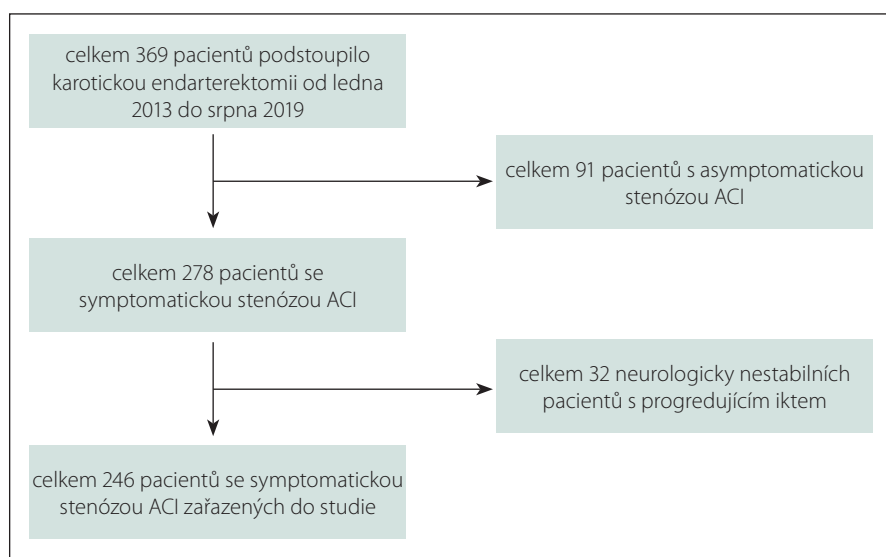 celkem 369 pacientů podstoupilo
karotickou endarterektomii od ledna
2013 do srpna 2019
celkem 91 pacientů s asymptomatickou
stenózou ACI
celkem 278 pacientů se
symptomatickou stenózou ACI
celkem 32 neurologicky nestabilních
pacientů s progredujícím iktem
celkem 246 pacientů se symptomatickou
stenózou ACI zařazených do studie